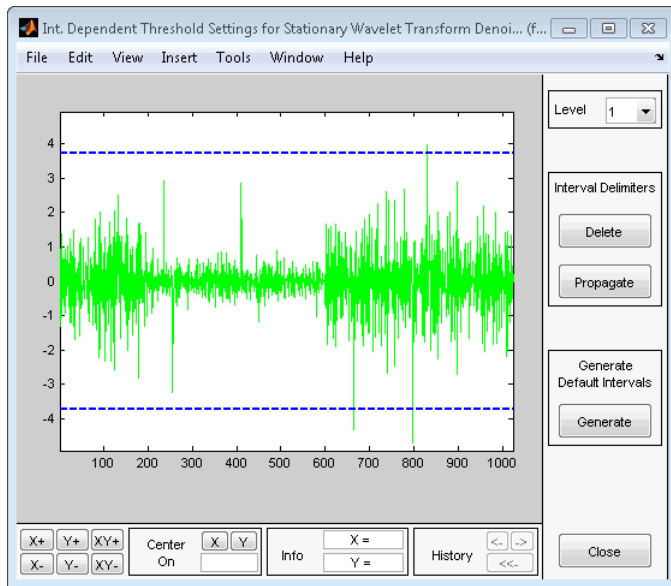 Int. Dependent Threshold Settings for Stationary Wavelet Transform Denoi... (f...
File Edit View Insert Tools Window Help
Level 1
4
3
2
1
0
-1
-2
-3
-4
100 200 300 400 500 600 700 800 900 1000
Interval Delimiters
Delete
Propagate
Generate
Default Intervals
Generate
X+ Y+ XY+
X- Y- XY-
Center
On
X Y
Info
X =
Y =
History
<- ->
<<-
Close